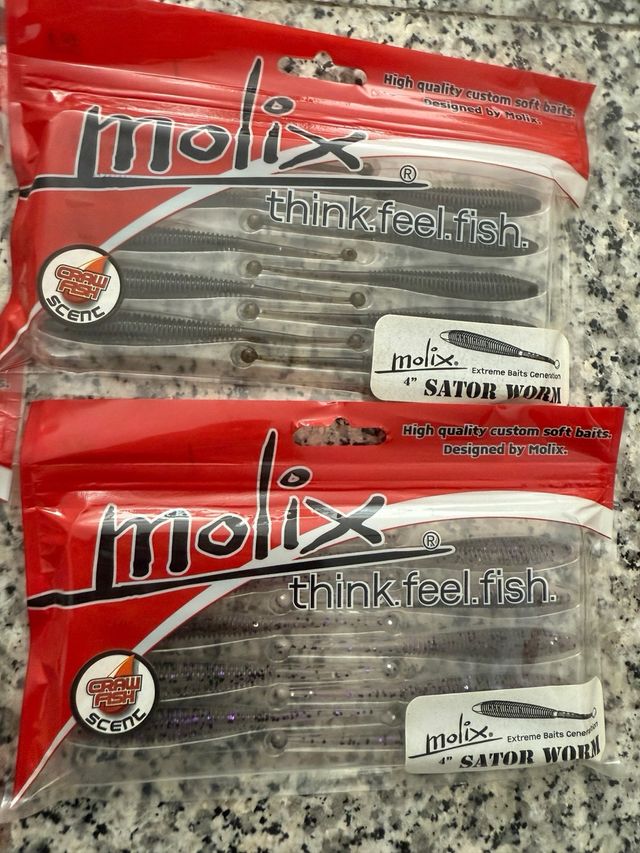 High quality custom soft baits.
Designed by Molix.
molix®
think.feel.fish.
CRAW
FISH
SCENT
molix®
Extreme Baits Generation
4” SATOR WORM
High quality custom soft baits.
Designed by Molix.
molix®
think.feel.fish.
CRAW
FISH
SCENT
molix®
Extreme Baits Generation
4” SATOR WORM